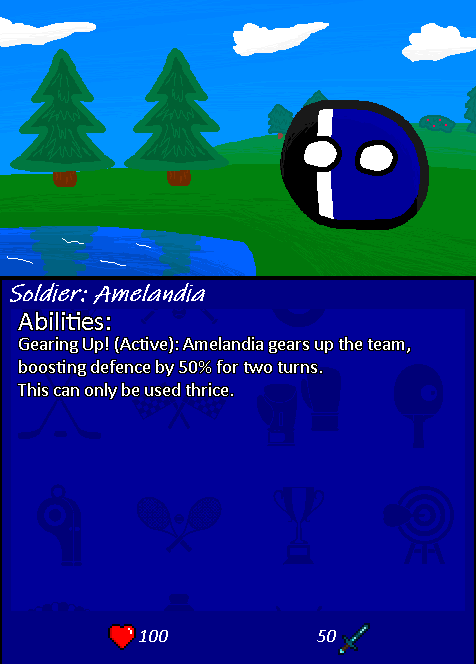 Soldier: Amelandia
Abilities:
Gearing Up! (Active): Amelandia gears up the team,
boosting defence by 50% for two turns.
This can only be used thrice.
100 50